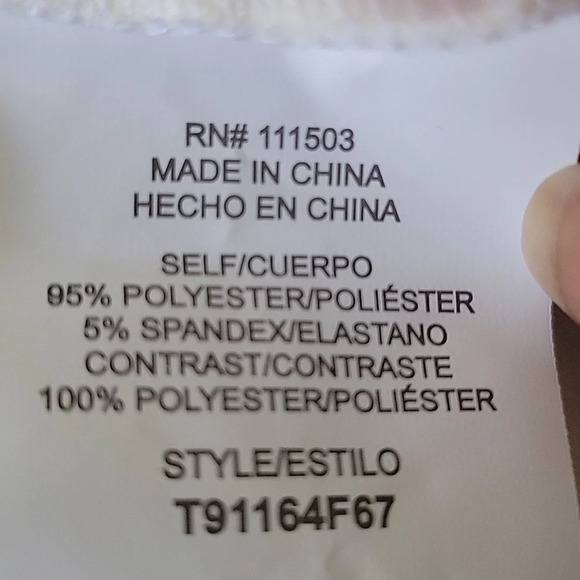 RN# 111503
MADE IN CHINA
HECHO EN CHINA
SELF/CUERPO
95% POLYESTER/POLIÉSTER
5% SPANDEX/ELASTANO
CONTRAST/CONTRASTE
100% POLYESTER/POLIÉSTER
STYLE/ESTILO
T91164F67